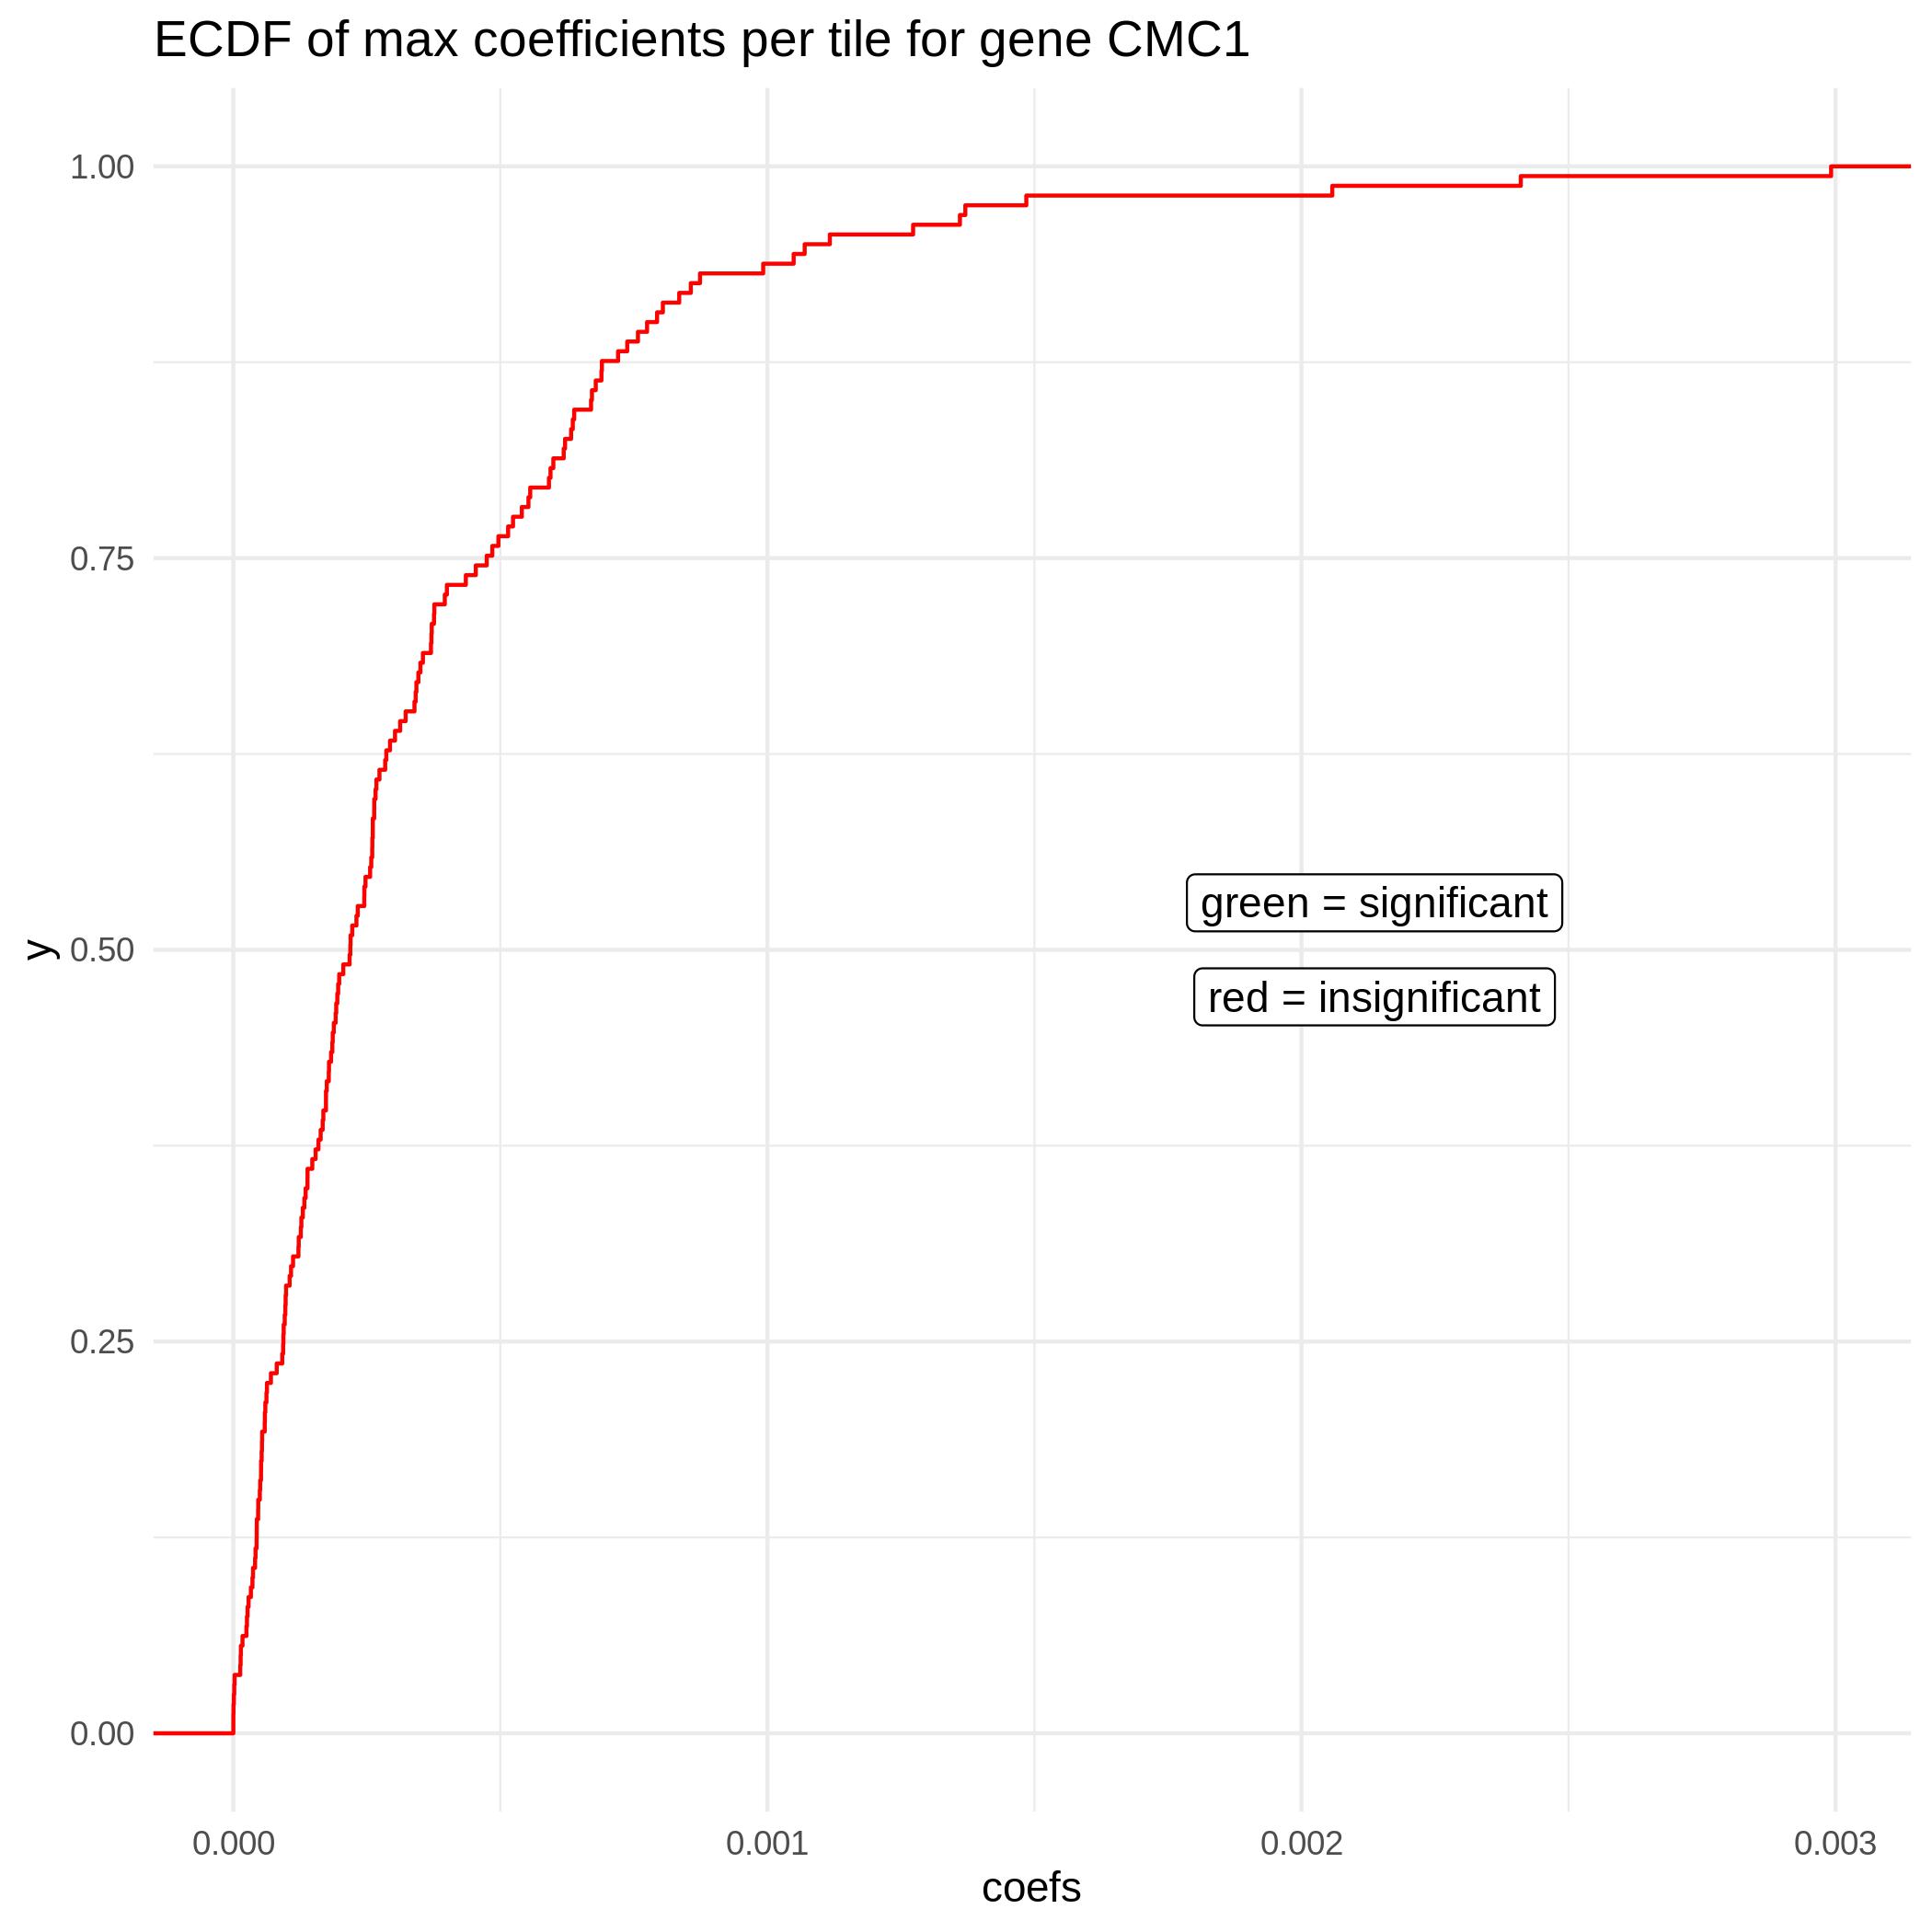 ECDF of max coefficients per tile for gene CMC1
1.00
0.75
0.50
0.25
0.00
y
green = significant
red = insignificant
0.000 0.001 0.002 0.003
coefs